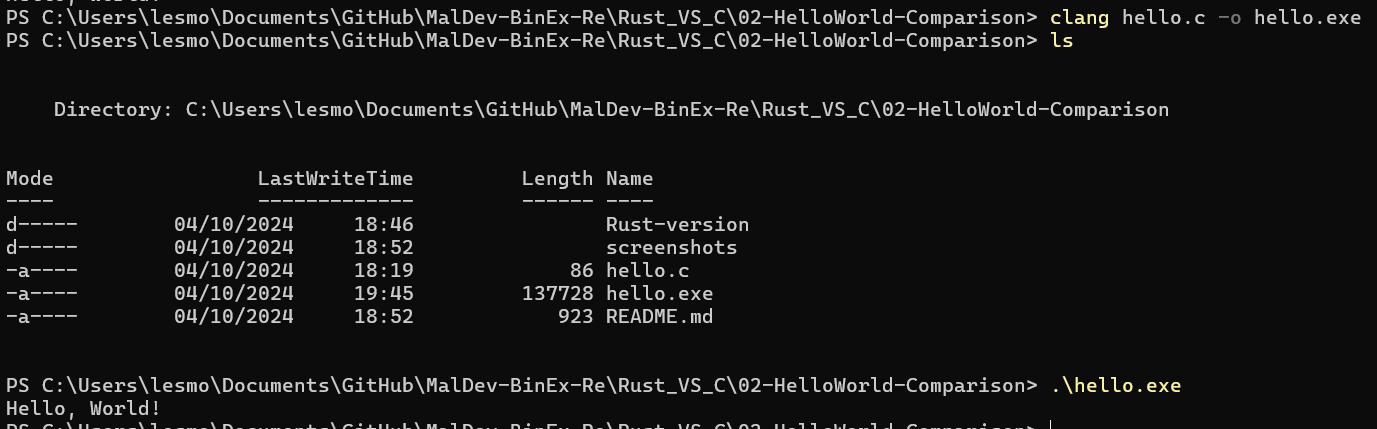 Hello, World!
PS C:\Users\lesmo\Documents\GitHub\MalDev-BinEx-Re\Rust_VS_C\02-HelloWorld-Comparison> clang hello.c -o hello.exe
PS C:\Users\lesmo\Documents\GitHub\MalDev-BinEx-Re\Rust_VS_C\02-HelloWorld-Comparison> ls
Directory: C:\Users\lesmo\Documents\GitHub\MalDev-BinEx-Re\Rust_VS_C\02-HelloWorld-Comparison
Mode                 LastWriteTime         Length Name
----                 -------------         ------ ----
d-----        04/10/2024     18:46                Rust-version
d-----        04/10/2024     18:52                screenshots
-a----        04/10/2024     18:19             86 hello.c
-a----        04/10/2024     19:45         137728 hello.exe
-a----        04/10/2024     18:52            923 README.md
PS C:\Users\lesmo\Documents\GitHub\MalDev-BinEx-Re\Rust_VS_C\02-HelloWorld-Comparison> .\hello.exe
Hello, World!
PS C:\Users\lesmo\Documents\GitHub\MalDev-BinEx-Re\Rust_VS_C\02-HelloWorld-Comparison>